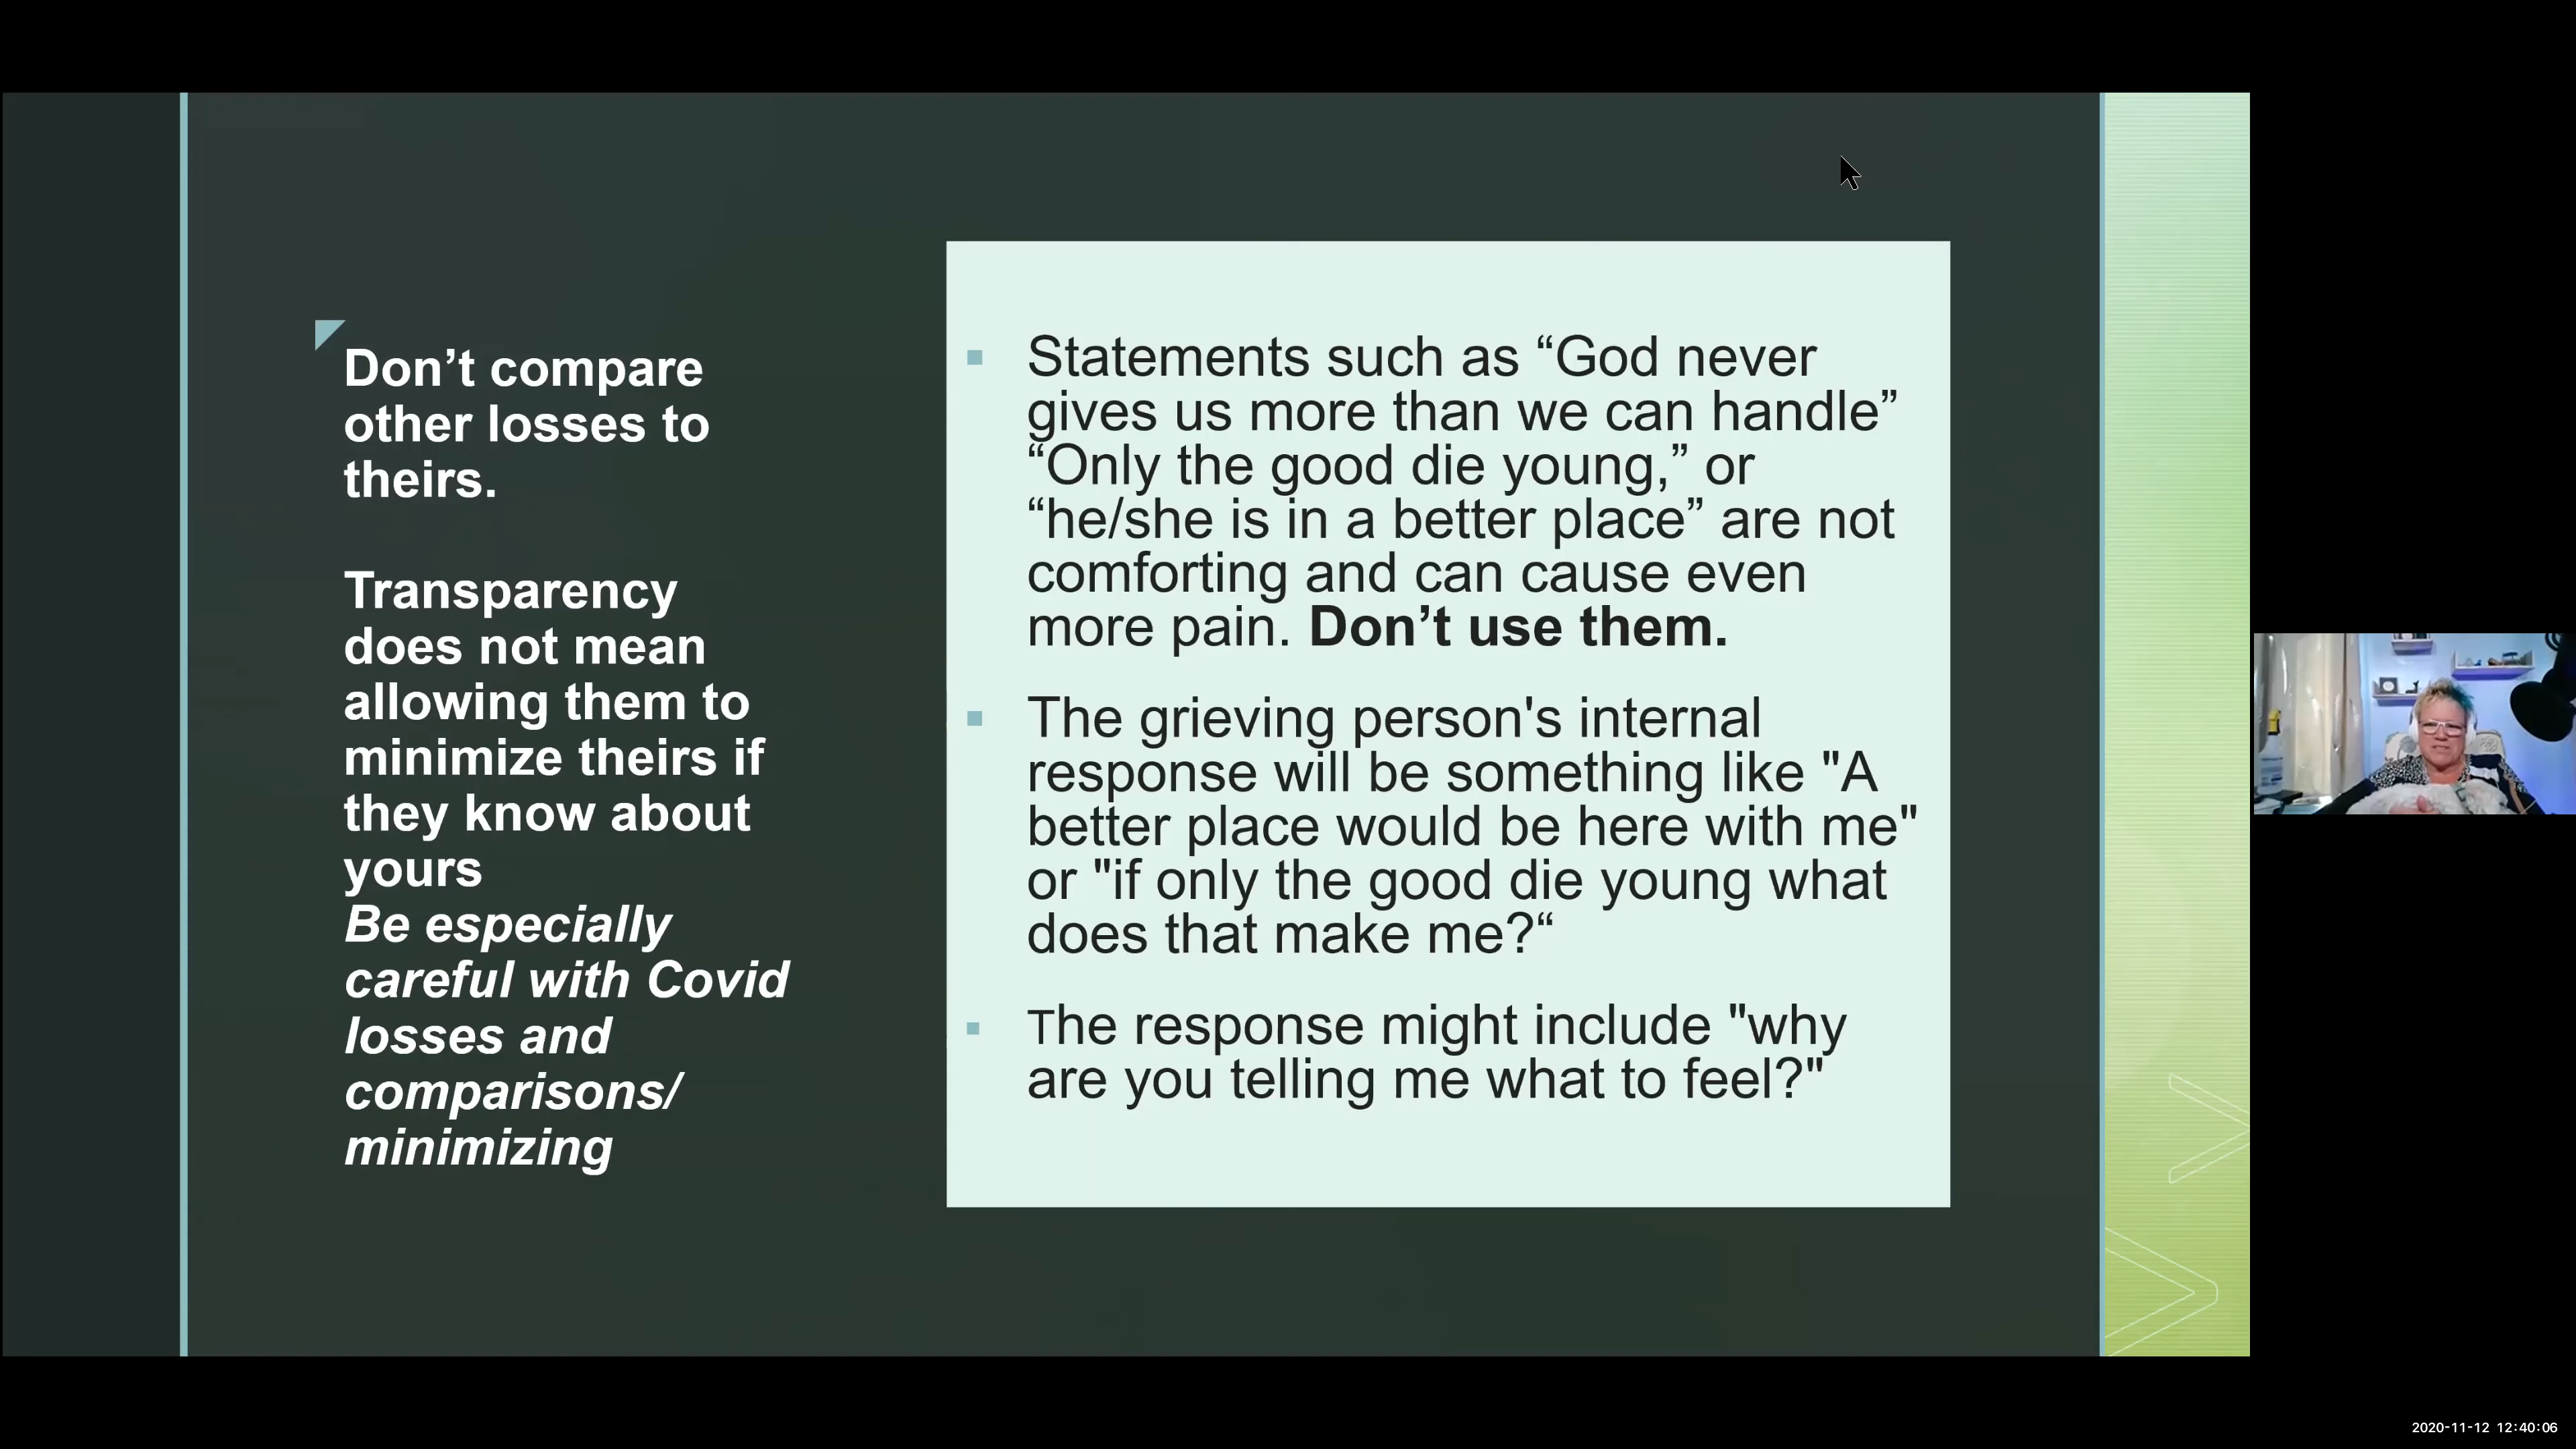 Don’t compare
other losses to
theirs.
Transparency
does not mean
allowing them to
minimize theirs if
they know about
yours
Be especially
careful with Covid
losses and
comparisons/
minimizing
▪ Statements such as “God never
gives us more than we can handle”
“Only the good die young,” or
“he/she is in a better place” are not
comforting and can cause even
more pain. Don’t use them.
▪ The grieving person's internal
response will be something like "A
better place would be here with me"
or "if only the good die young what
does that make me?“
▪ The response might include "why
are you telling me what to feel?"
2020-11-12 12:40:06